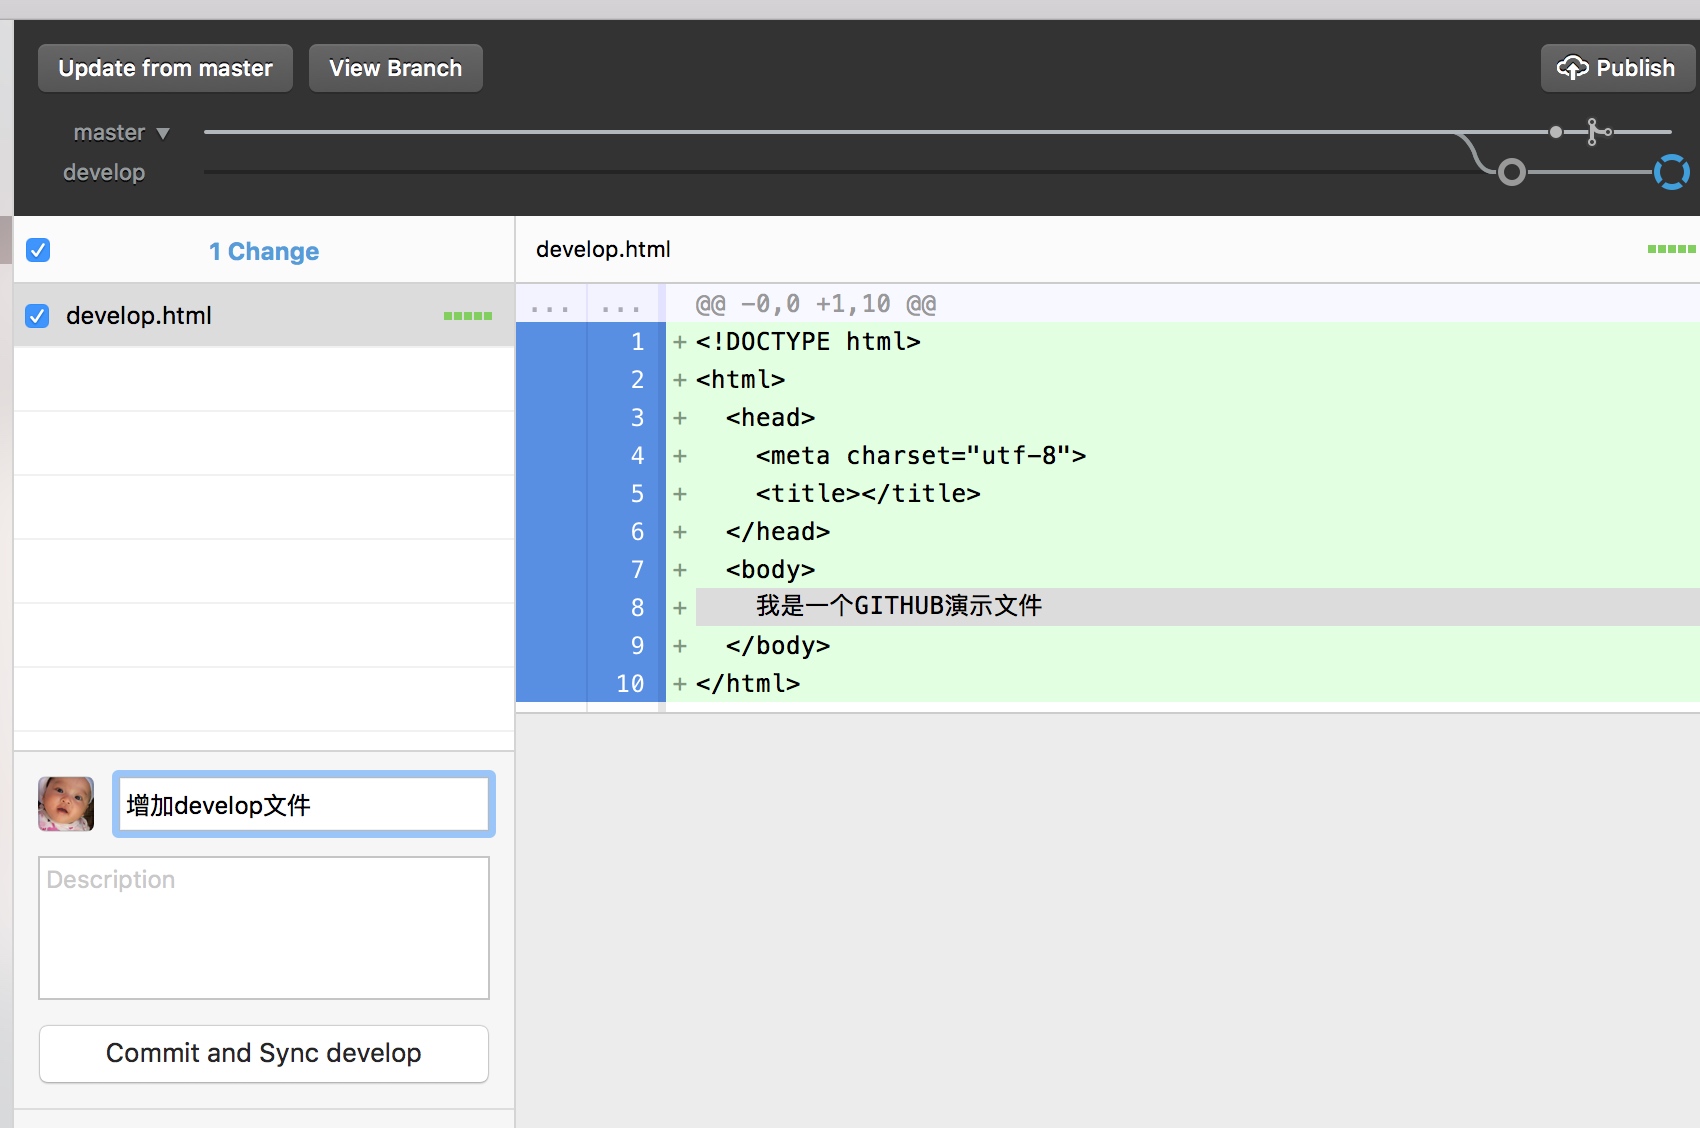 Update from master
View Branch
Publish
master ▼
develop
1 Change
develop.html
develop.html
... ... @@ -0,0 +1,10 @@
1 +<!DOCTYPE html>
2 +<html>
3 +  <head>
4 +    <meta charset="utf-8">
5 +    <title></title>
6 +  </head>
7 +  <body>
8 +    我是一个GITHUB演示文件
9 +  </body>
10 +</html>
增加develop文件
Description
Commit and Sync develop